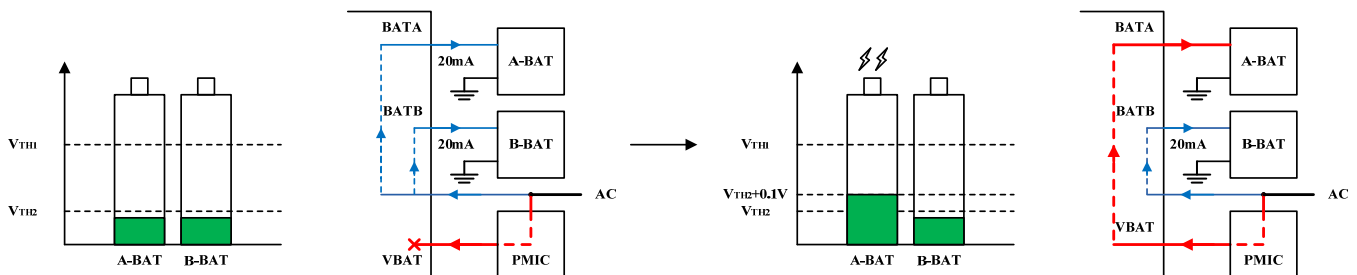 VTH1
VTH2
A-BAT
B-BAT
BATA
20mA
A-BAT
BATB
20mA
B-BAT
AC
VBAT
PMIC
VTH1
VTH2+0.1V
VTH2
A-BAT
B-BAT
BATA
A-BAT
BATB
20mA
B-BAT
AC
VBAT
PMIC